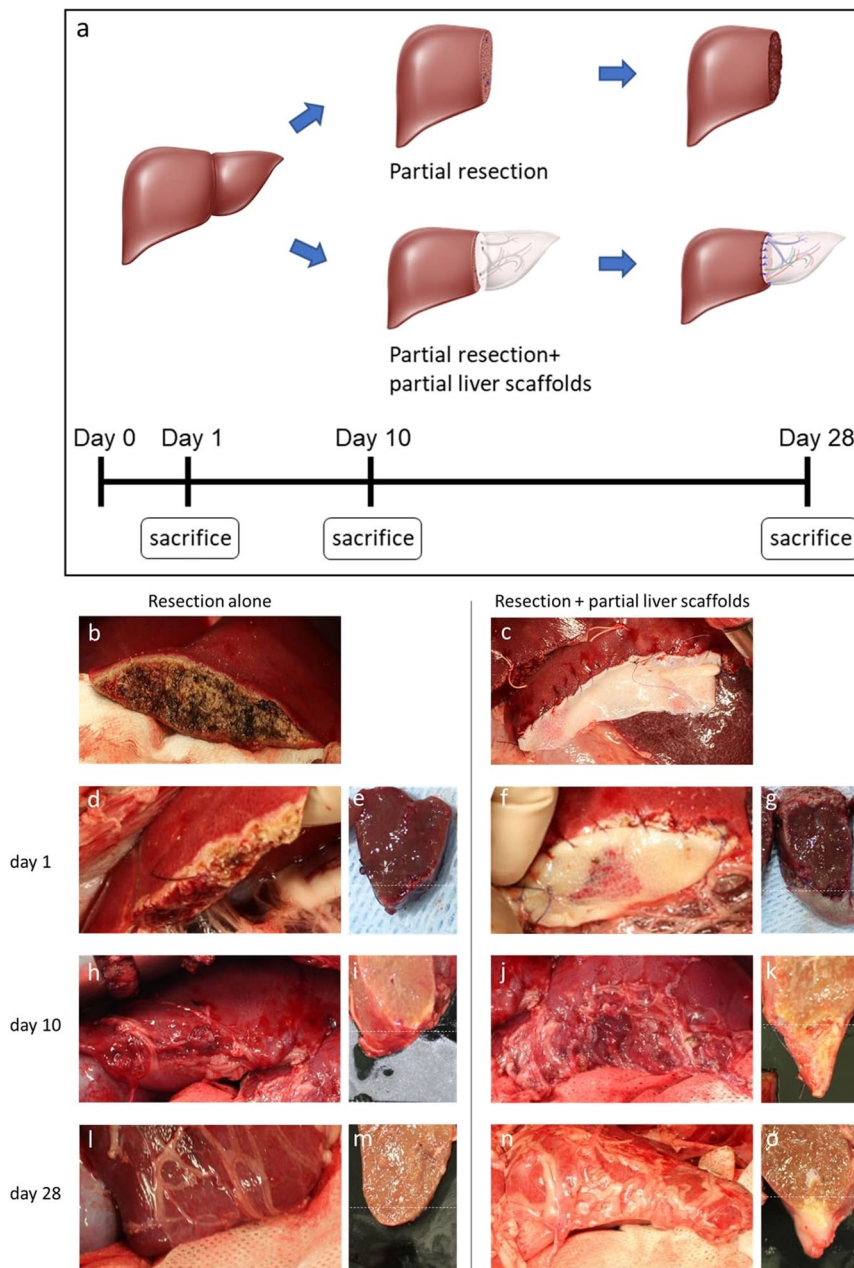 a
Partial resection
Partial resection+
partial liver scaffolds
Day 0 Day 1 Day 10 Day 28
sacrifice sacrifice sacrifice
Resection alone Resection + partial liver scaffolds
b c
day 1 d e f g
day 10 h i j k
day 28 l m n o